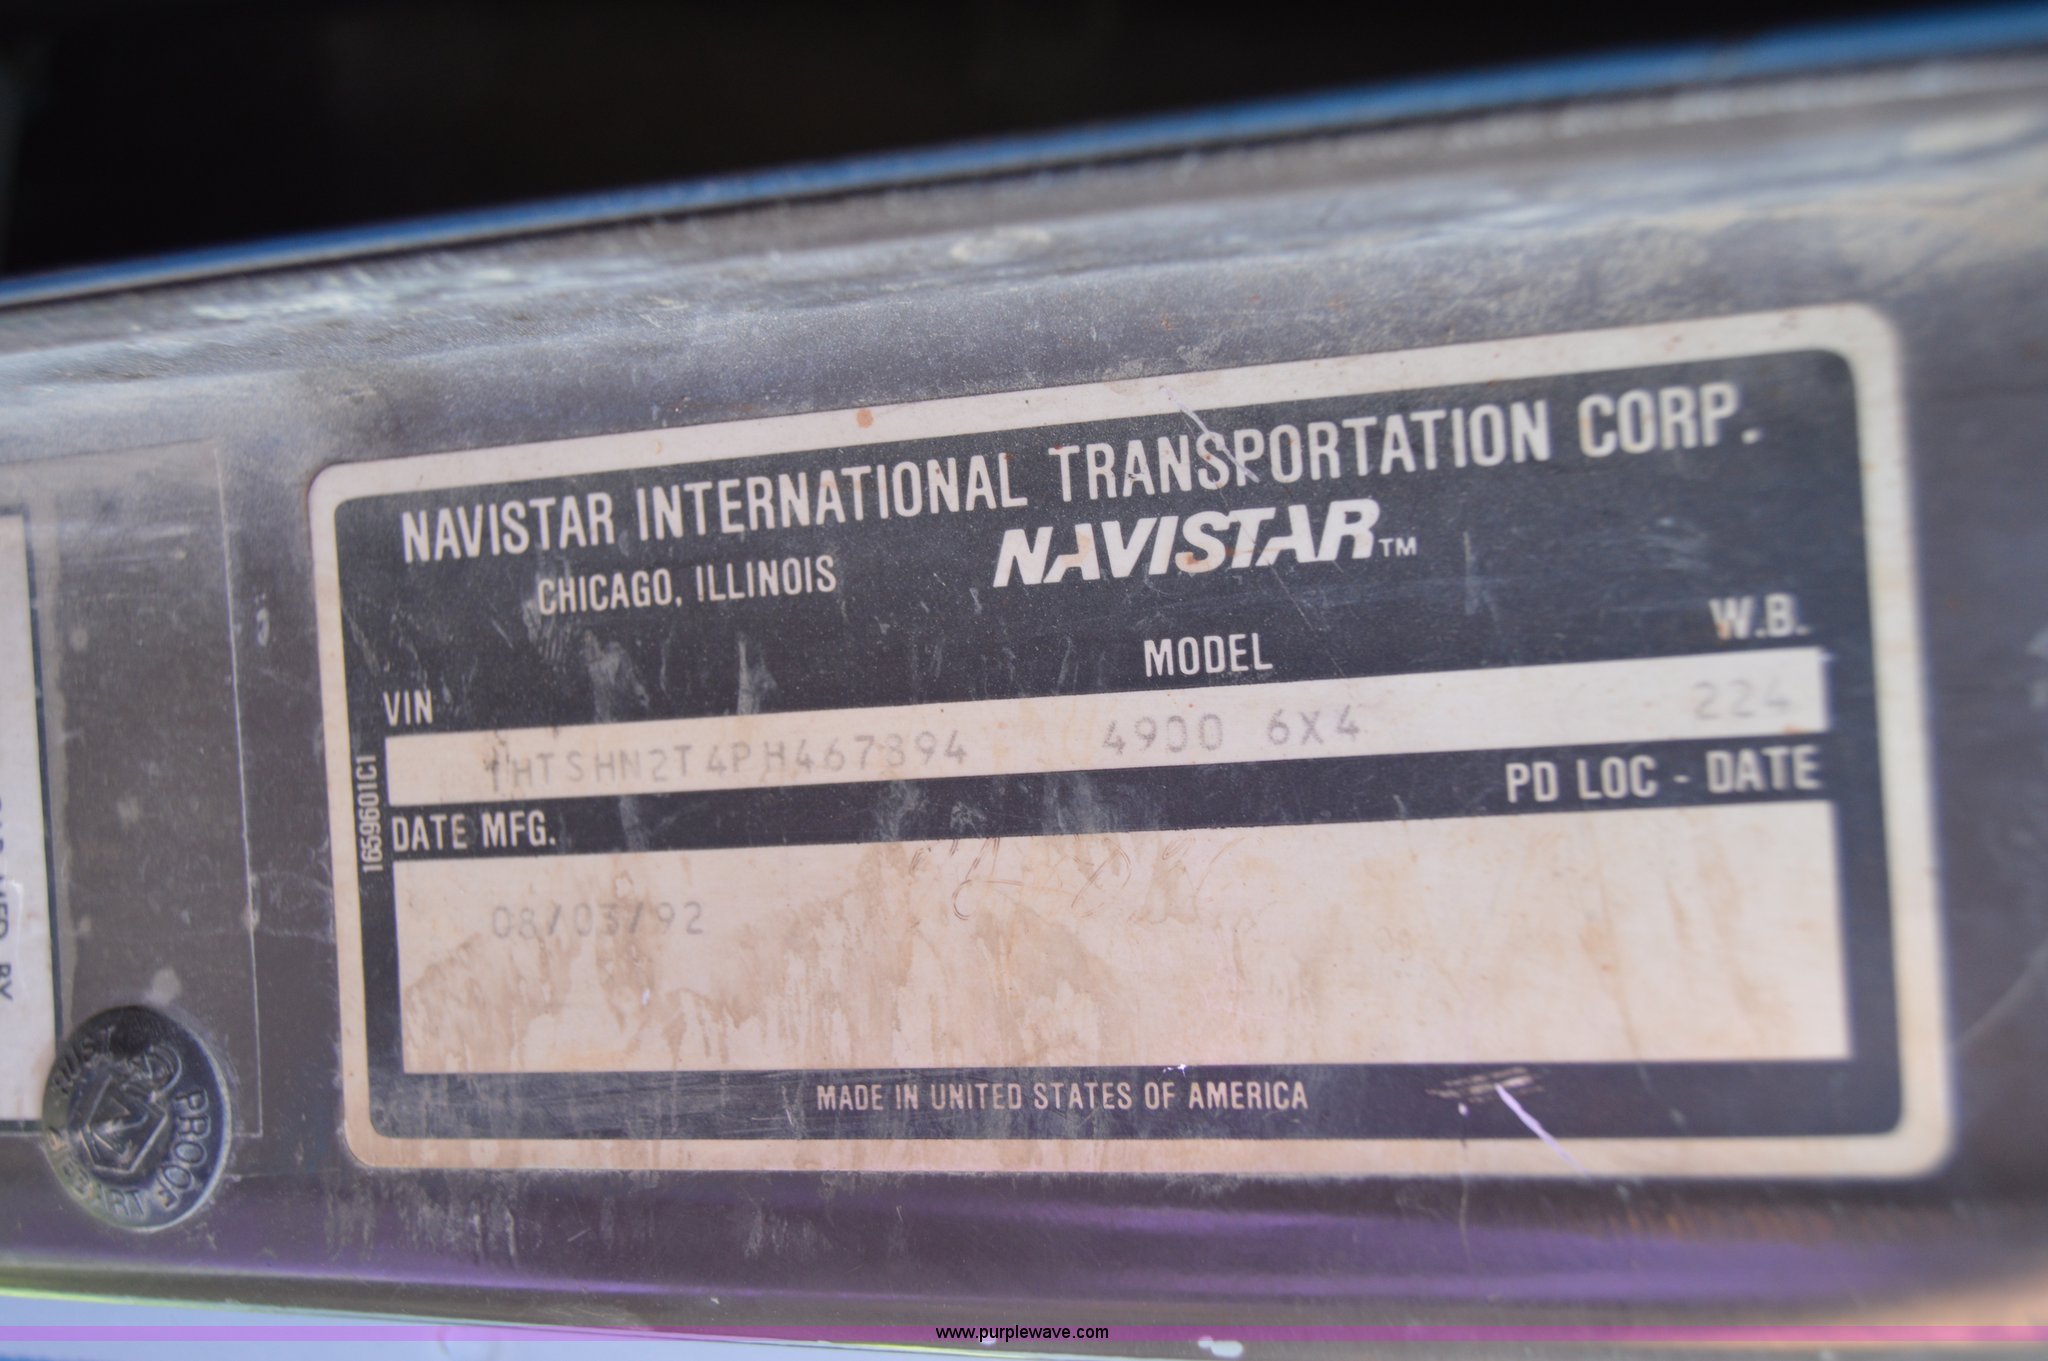 NAVISTAR INTERNATIONAL TRANSPORTATION CORP.
CHICAGO, ILLINOIS NAVISTAR™
VIN MODEL W.B.
1HTSHN2T4PH467894 4900 6X4 224
1659601C1
DATE MFG. PD LOC - DATE
08/03/92
MADE IN UNITED STATES OF AMERICA
RUST PROOF
BY
www.purplewave.com